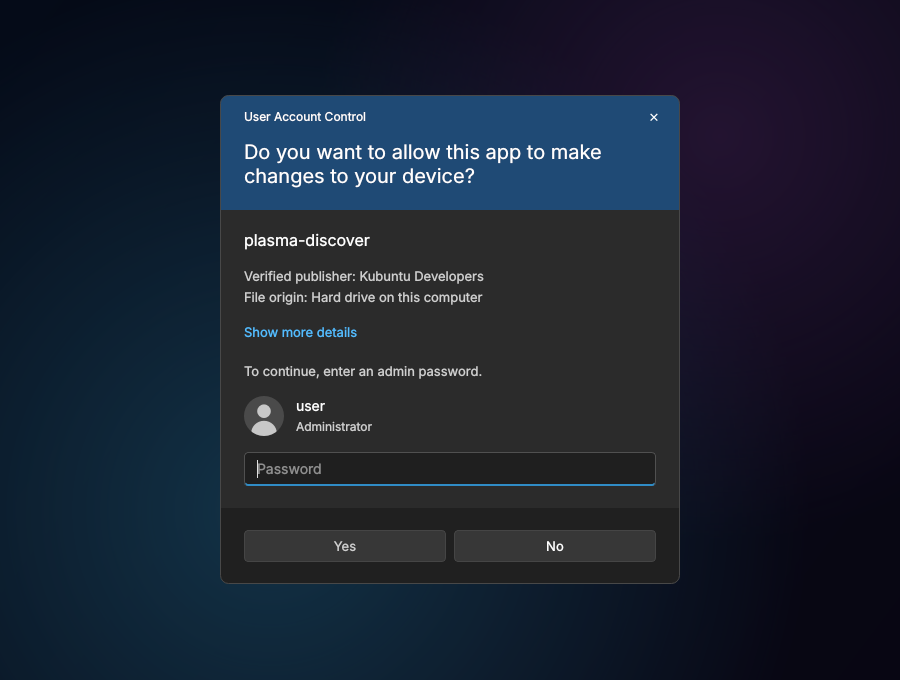 User Account Control
Do you want to allow this app to make
changes to your device?
plasma-discover
Verified publisher: Kubuntu Developers
File origin: Hard drive on this computer
Show more details
To continue, enter an admin password.
user
Administrator
Password
Yes
No